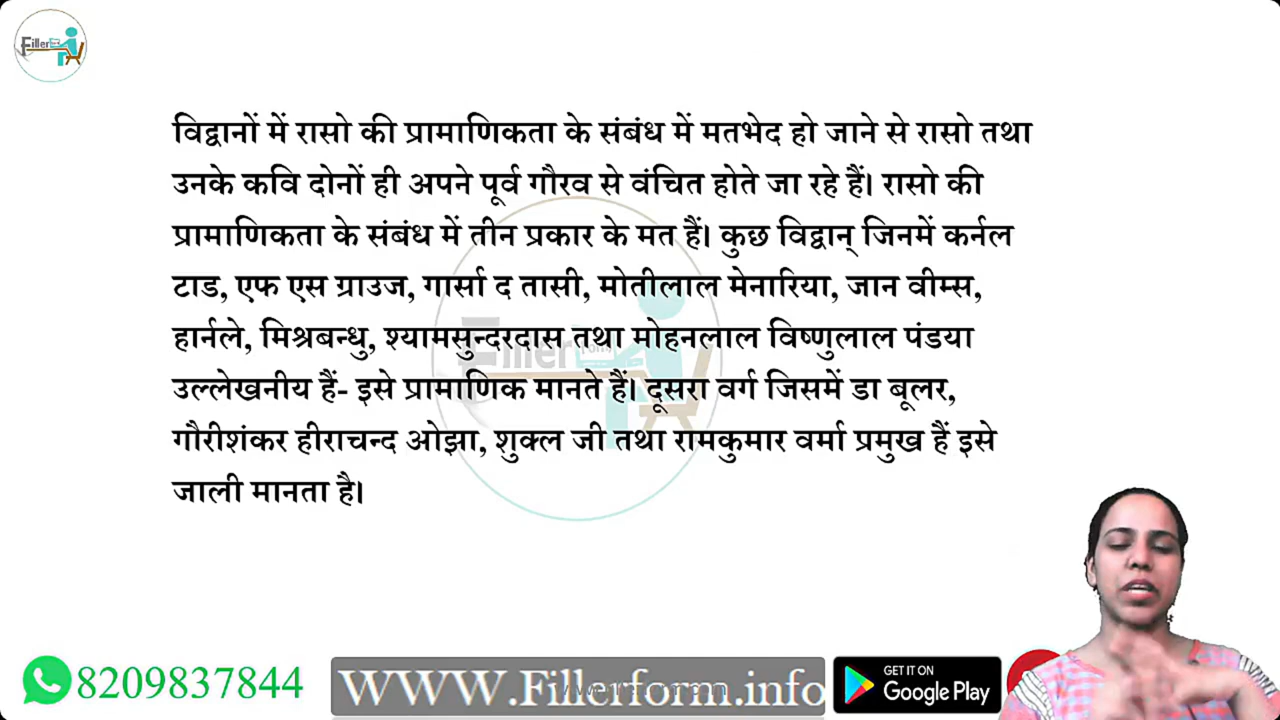 Filler
विद्वानों में रासो की प्रामाणिकता के संबंध में मतभेद हो जाने से रासो तथा
उनके कवि दोनों ही अपने पूर्व गौरव से वंचित होते जा रहे हैं। रासो की
प्रामाणिकता के संबंध में तीन प्रकार के मत हैं। कुछ विद्वान् जिनमें कर्नल
टाड, एफ एस ग्राउज, गार्सा द तासी, मोतीलाल मेनारिया, जान वीम्स,
हार्नले, मिश्रबन्धु, श्यामसुन्दरदास तथा मोहनलाल विष्णुलाल पंडया
उल्लेखनीय हैं- इसे प्रामाणिक मानते हैं। दूसरा वर्ग जिसमें डा बूलर,
गौरीशंकर हीराचन्द ओझा, शुक्ल जी तथा रामकुमार वर्मा प्रमुख हैं इसे
जाली मानता है।
Filler
8209837844
WWW.Fillerform.info
GET IT ON
Google Play